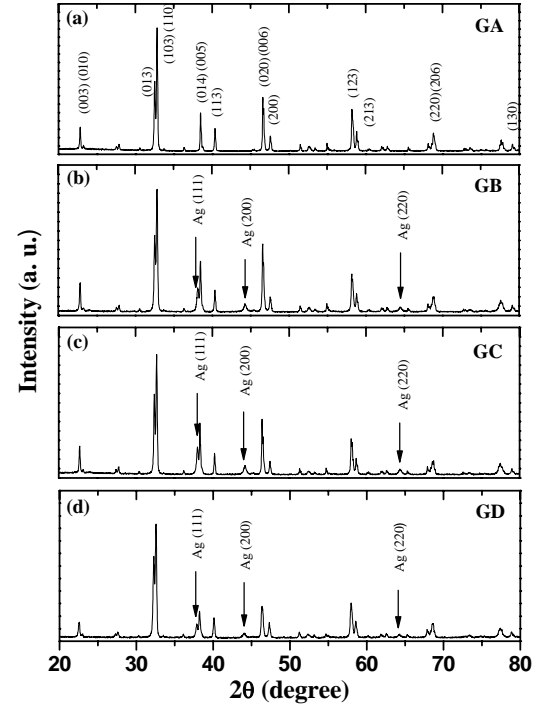 (a)
GA
(003) (010)
(013)
(103) (110)
(014) (005)
(113)
(020) (006)
(200)
(123)
(213)
(220) (206)
(130)
(b)
GB
Ag (111)
Ag (200)
Ag (220)
(c)
GC
Ag (111)
Ag (200)
Ag (220)
(d)
GD
Ag (111)
Ag (200)
Ag (220)
Intensity (a. u.)
20 30 40 50 60 70 80
2θ (degree)